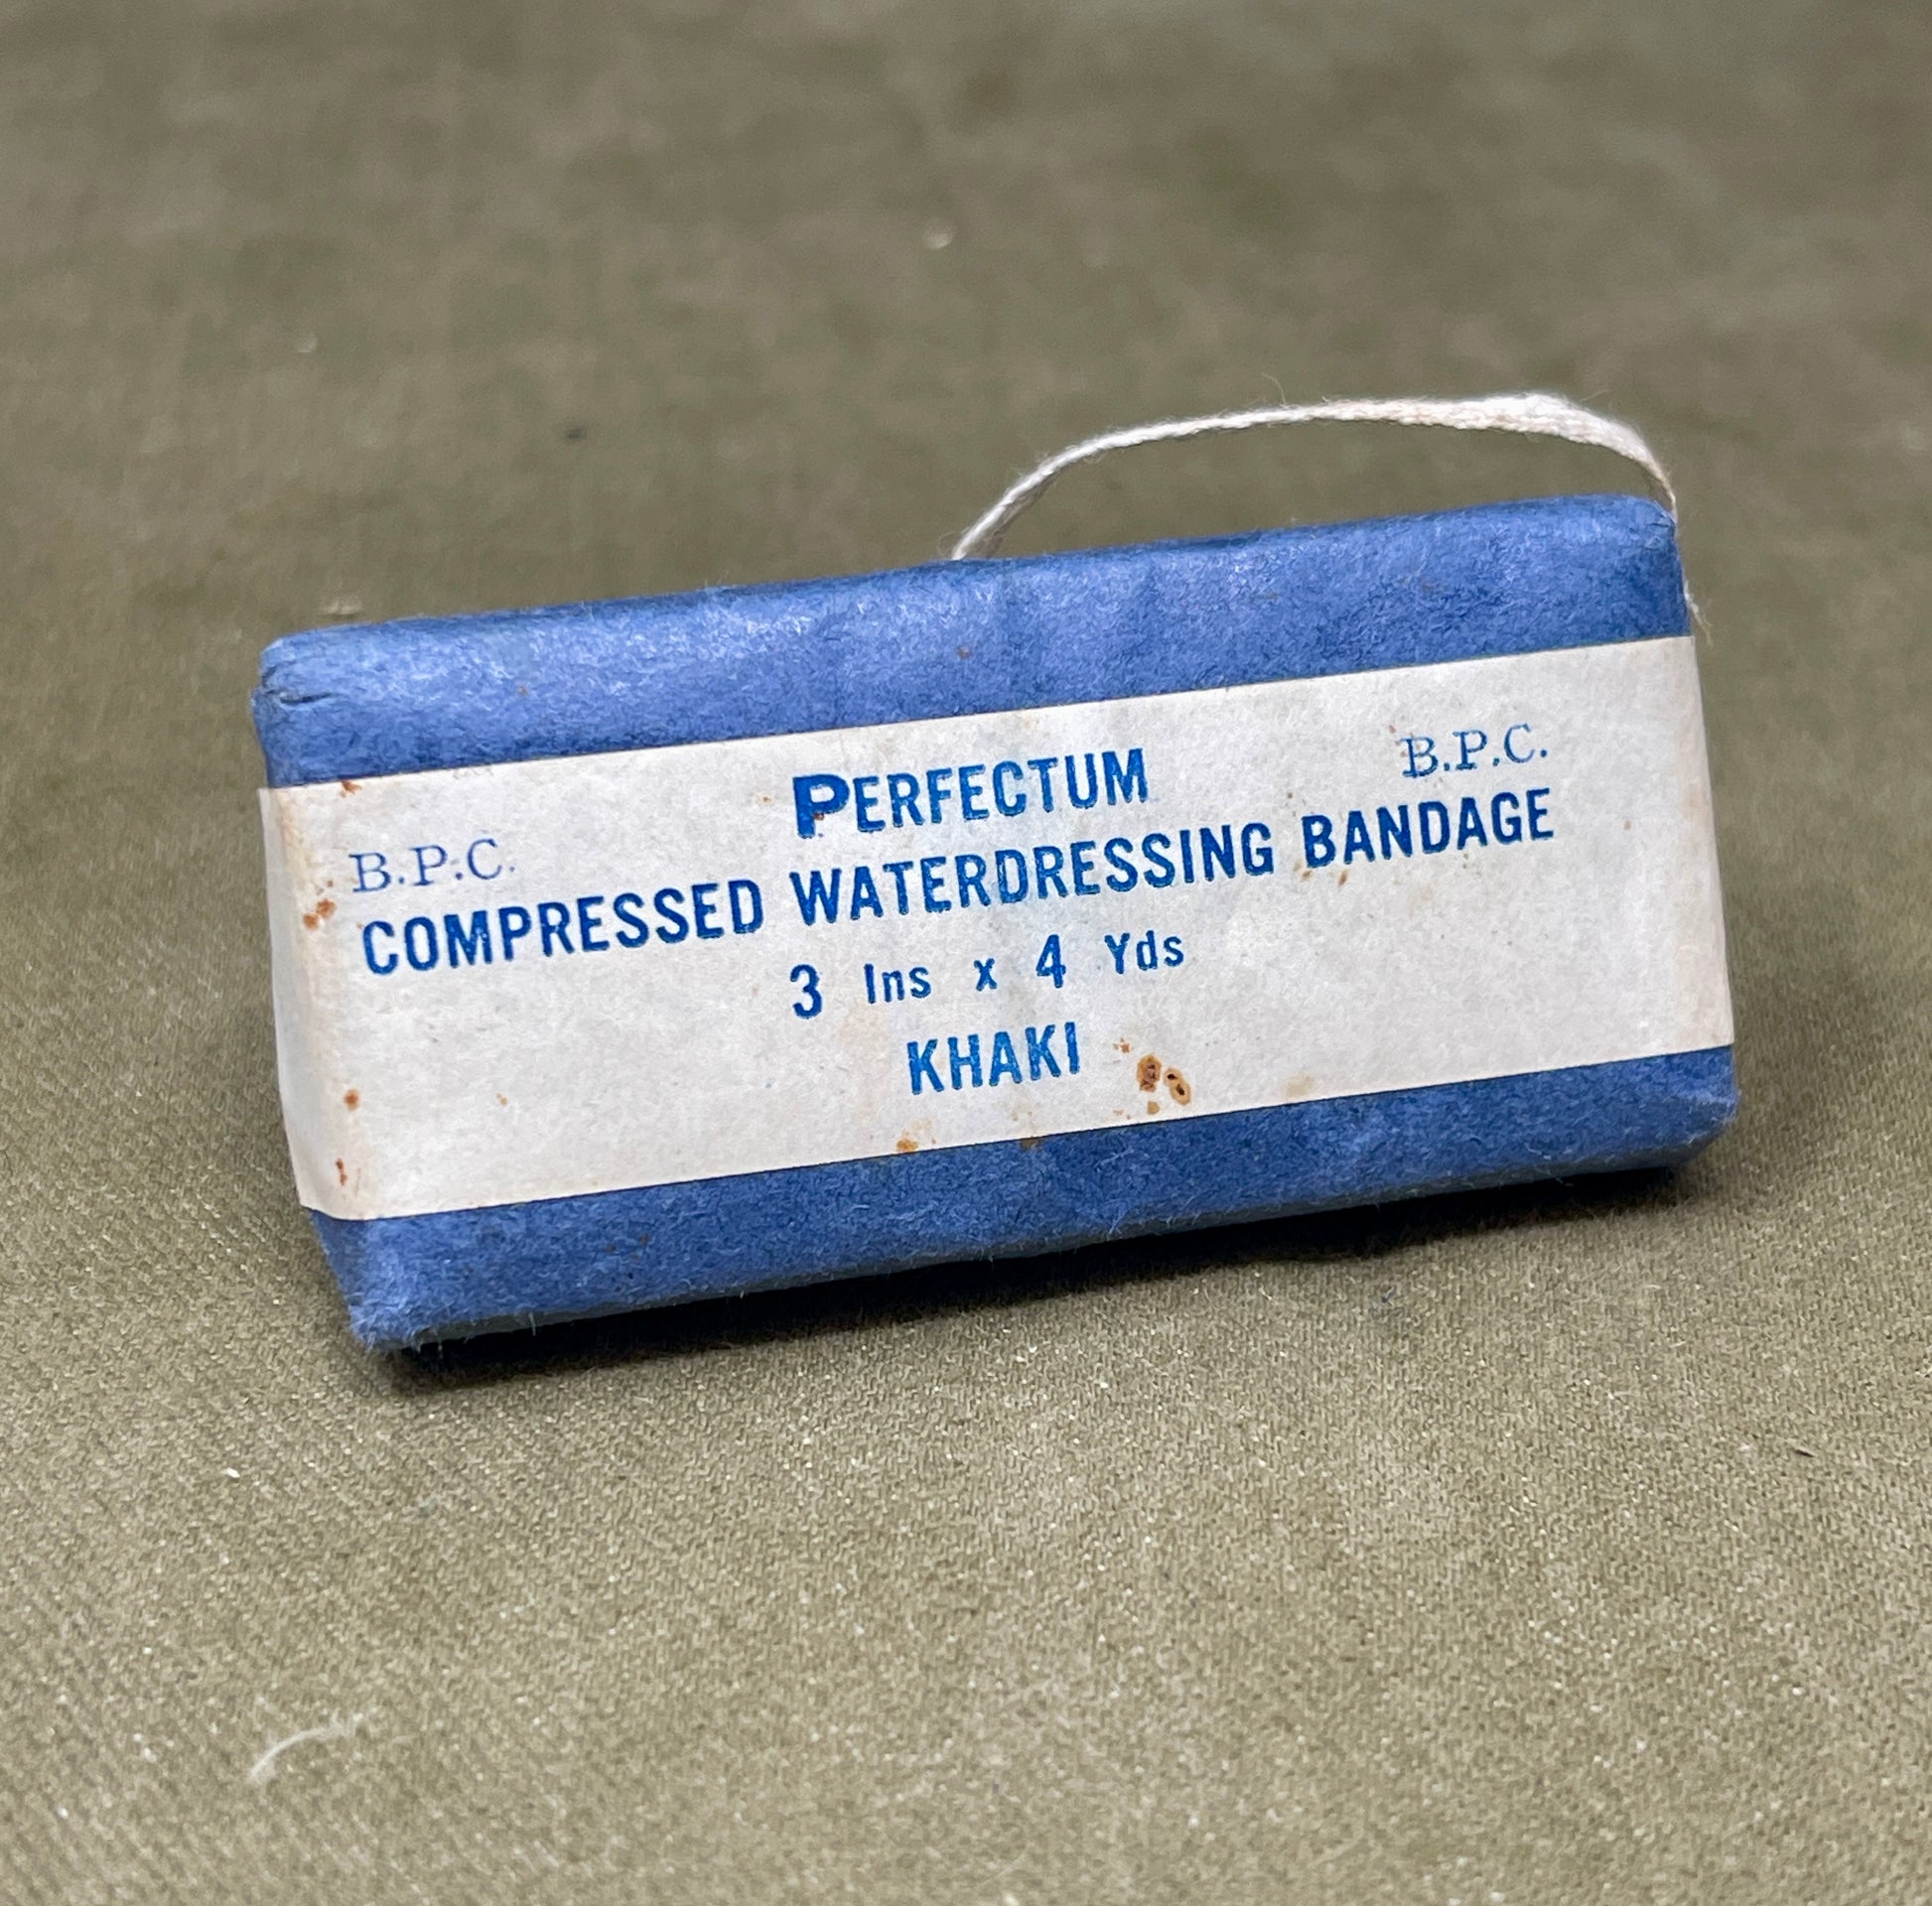 PERFECTUM
B.P.C. B.P.C.
COMPRESSED WATERDRESSING BANDAGE
3 Ins x 4 Yds
KHAKI